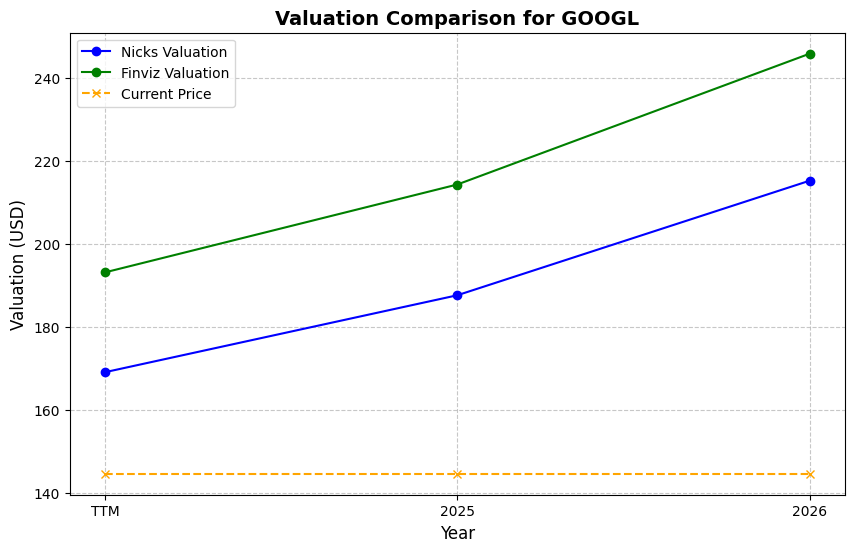 Valuation Comparison for GOOGL
Nicks Valuation
Finviz Valuation
Current Price
Valuation (USD)
240
220
200
180
160
140
TTM
2025
2026
Year